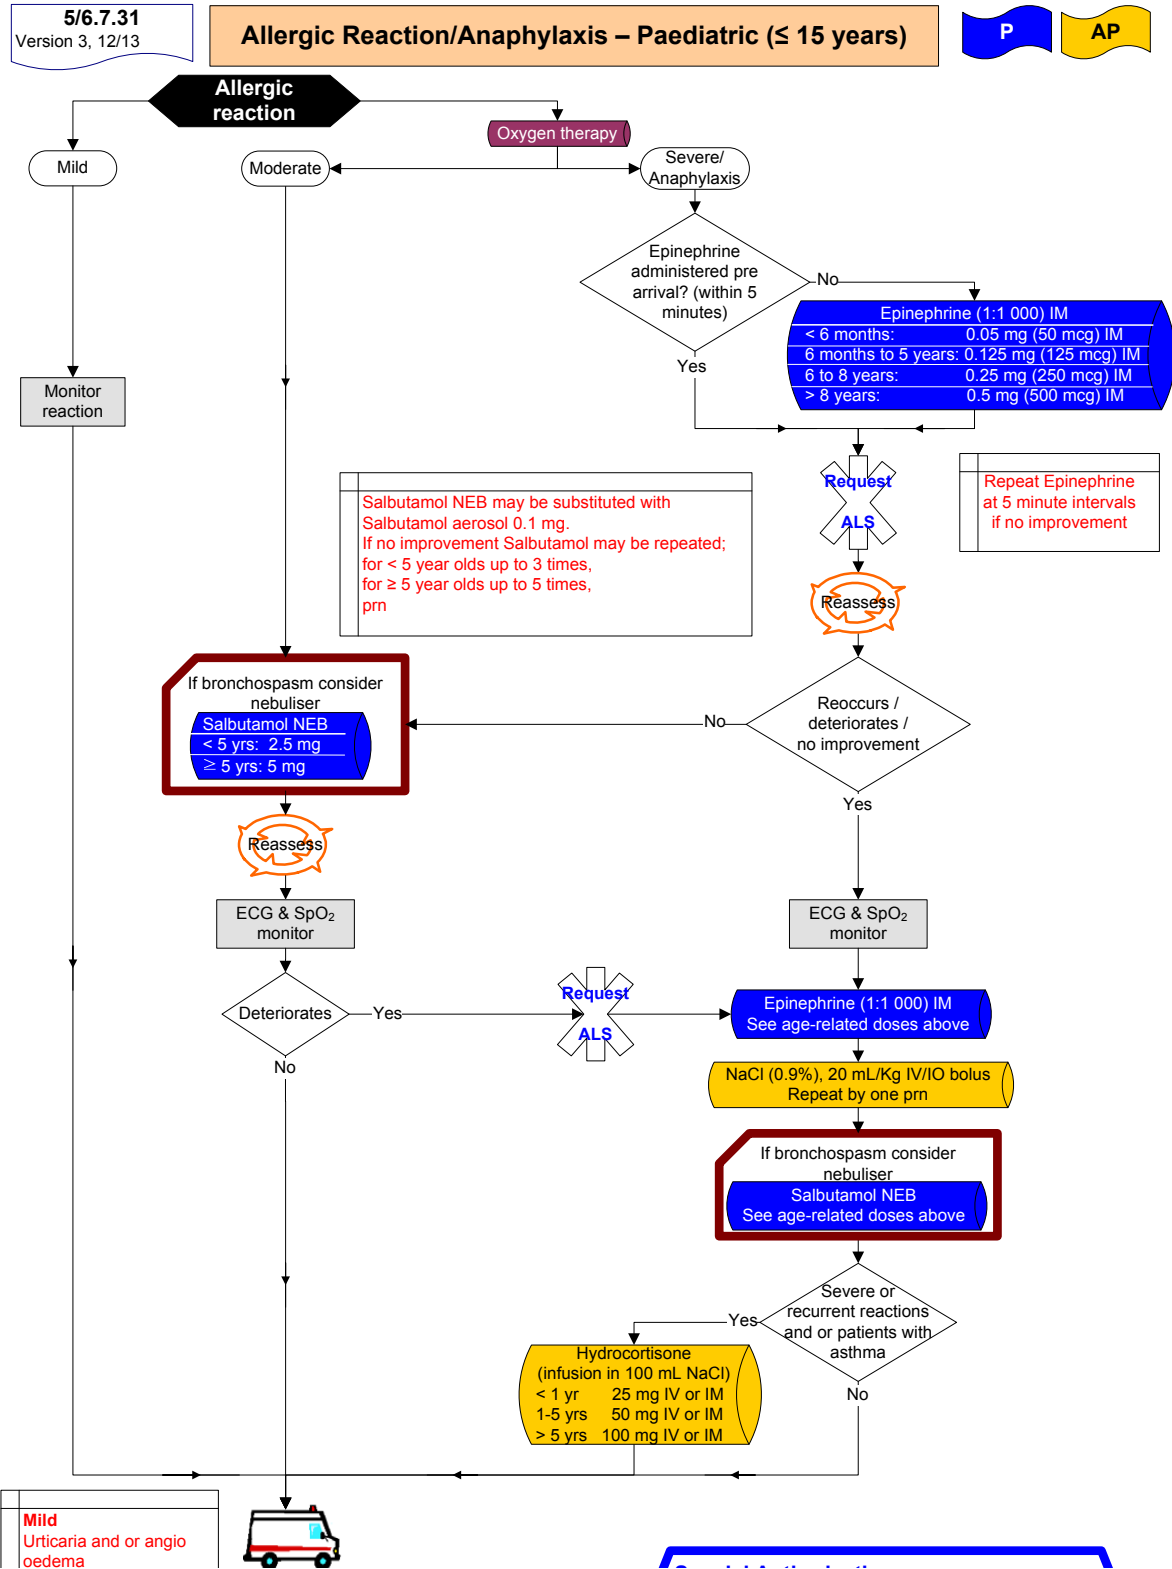 5/6.7.31
Version 3, 12/13
Allergic Reaction/Anaphylaxis – Paediatric (≤ 15 years)
P
AP
Allergic
reaction
Oxygen therapy
Mild
Moderate
Severe/
Anaphylaxis
Epinephrine
administered pre
arrival? (within 5
minutes)
No
Yes
Epinephrine (1:1 000) IM
< 6 months: 0.05 mg (50 mcg) IM
6 months to 5 years: 0.125 mg (125 mcg) IM
6 to 8 years: 0.25 mg (250 mcg) IM
> 8 years: 0.5 mg (500 mcg) IM
Monitor
reaction
Salbutamol NEB may be substituted with
Salbutamol aerosol 0.1 mg.
If no improvement Salbutamol may be repeated;
for < 5 year olds up to 3 times,
for ≥ 5 year olds up to 5 times,
prn
Request
ALS
Repeat Epinephrine
at 5 minute intervals
if no improvement
Reassess
If bronchospasm consider
nebuliser
Salbutamol NEB
< 5 yrs: 2.5 mg
≥ 5 yrs: 5 mg
No
Reoccurs /
deteriorates /
no improvement
Yes
Reassess
ECG & SpO2
monitor
ECG & SpO2
monitor
Deteriorates
Yes
No
Request
ALS
Epinephrine (1:1 000) IM
See age-related doses above
NaCl (0.9%), 20 mL/Kg IV/IO bolus
Repeat by one prn
If bronchospasm consider
nebuliser
Salbutamol NEB
See age-related doses above
Severe or
recurrent reactions
and or patients with
asthma
Yes
No
Hydrocortisone
(infusion in 100 mL NaCl)
< 1 yr 25 mg IV or IM
1-5 yrs 50 mg IV or IM
> 5 yrs 100 mg IV or IM
Mild
Urticaria and or angio
oedema